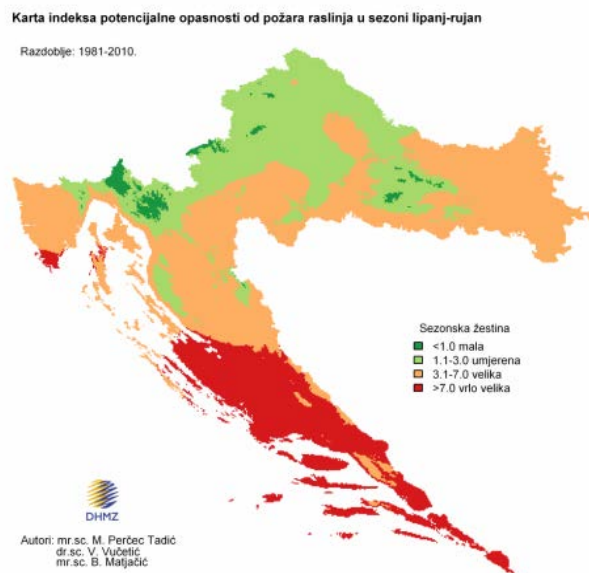 Karta indeksa potencijalne opasnosti od požara raslinja u sezoni lipanj-rujan
Razdoblje: 1981-2010.
Sezonska žestina
<1.0 mala
1.1-3.0 umjerena
3.1-7.0 velika
>7.0 vrlo velika
DHMZ
Autori: mr.sc. M. Perčec Tadić
dr.sc. V. Vučetić
mr.sc. B. Matjačić